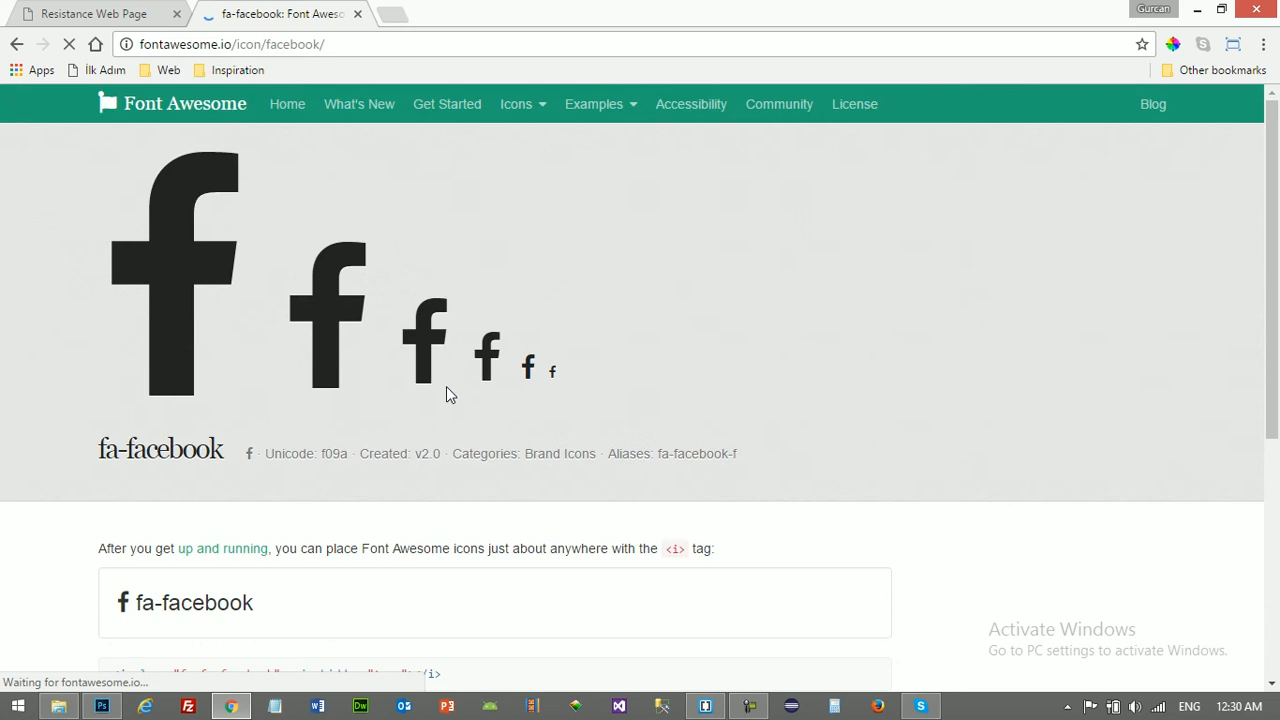 Resistance Web Page
fa-facebook: Font Aweso
Gurcan
fontawesome.io/icon/facebook/
Apps
İlk Adım
Web
Inspiration
Other bookmarks
Font Awesome
Home
What's New
Get Started
Icons
Examples
Accessibility
Community
License
Blog
fa-facebook
· Unicode: f09a · Created: v2.0 · Categories: Brand Icons · Aliases: fa-facebook-f
After you get up and running, you can place Font Awesome icons just about anywhere with the <i> tag:
fa-facebook
Activate Windows
Go to PC settings to activate Windows.
/i>
Waiting for fontawesome.io...
ENG
12:30 AM